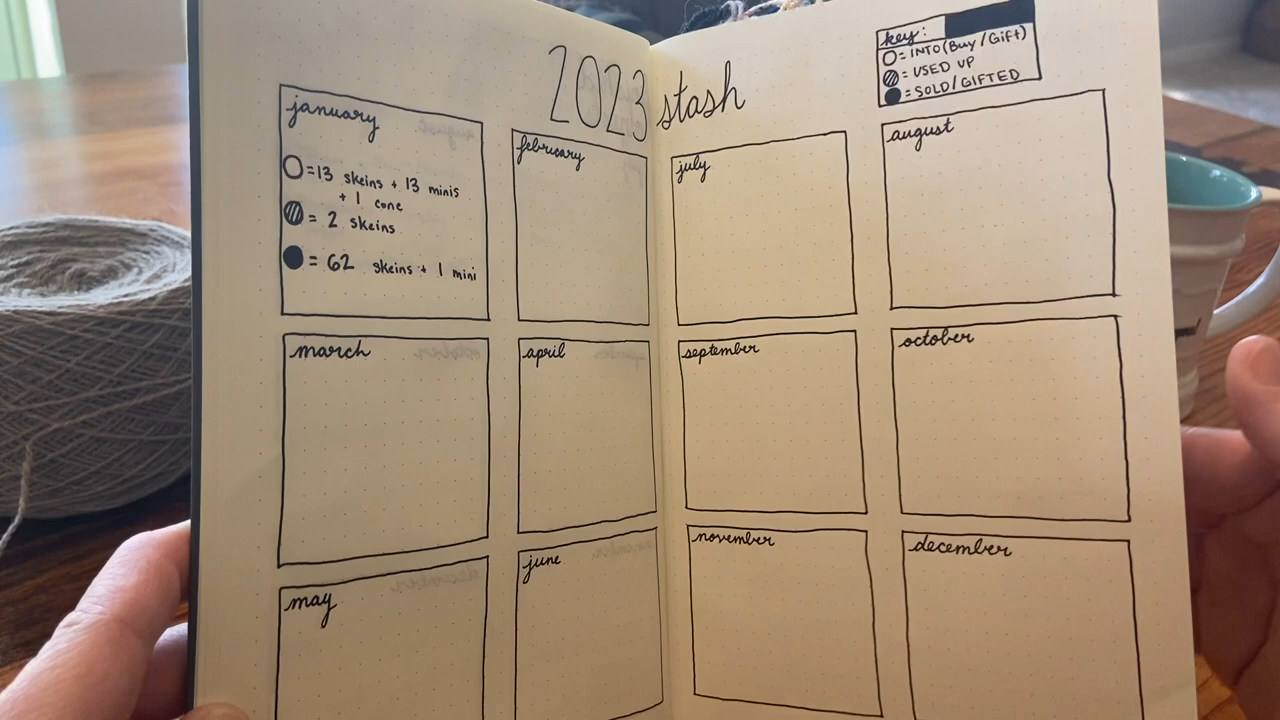 2023 stash
key:
= INTO (Buy/Gift)
= USED UP
= SOLD/GIFTED
january
= 13 skeins + 13 minis
+ 1 cone
= 2 skeins
= 62 skeins + 1 mini
february
march
april
may
june
july
august
september
october
november
december